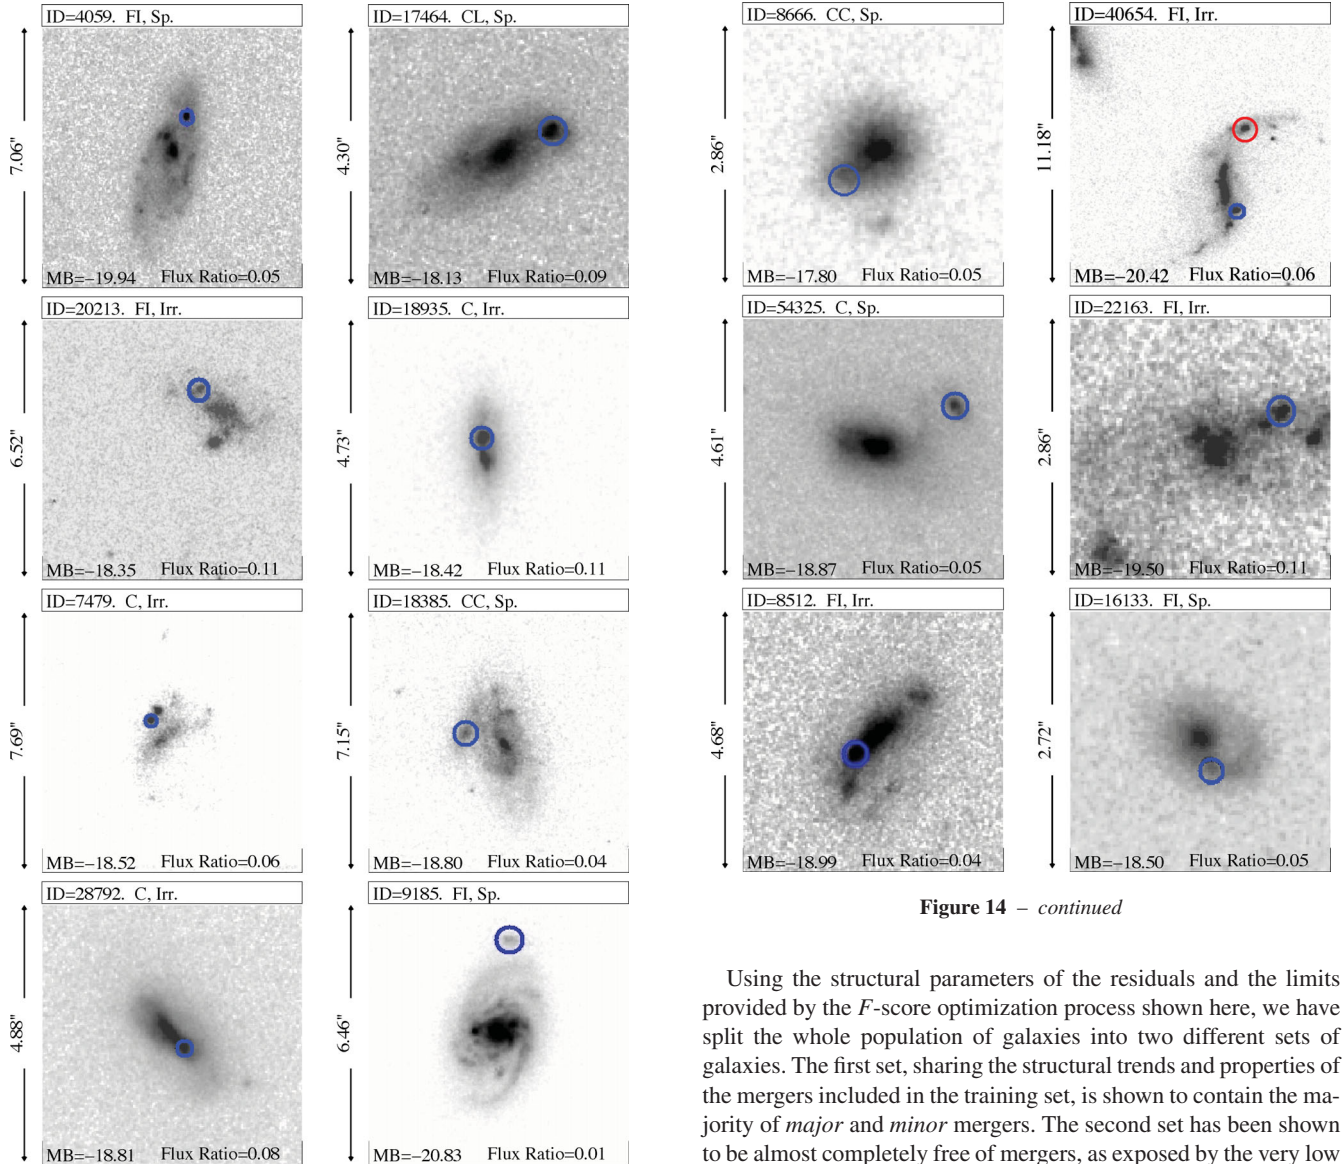 ID=4059. FI, Sp.
7.06"
MB=−19.94 Flux Ratio=0.05
ID=17464. CL, Sp.
4.30"
MB=−18.13 Flux Ratio=0.09
ID=20213. FI, Irr.
6.52"
MB=−18.35 Flux Ratio=0.11
ID=18935. C, Irr.
4.73"
MB=−18.42 Flux Ratio=0.11
ID=7479. C, Irr.
7.69"
MB=−18.52 Flux Ratio=0.06
ID=18385. CC, Sp.
7.15"
MB=−18.80 Flux Ratio=0.04
ID=28792. C, Irr.
4.88"
MB=−18.81 Flux Ratio=0.08
ID=9185. FI, Sp.
6.46"
MB=−20.83 Flux Ratio=0.01
ID=8666. CC, Sp.
2.86"
MB=−17.80 Flux Ratio=0.05
ID=40654. FI, Irr.
11.18"
MB=−20.42 Flux Ratio=0.06
ID=54325. C, Sp.
4.61"
MB=−18.87 Flux Ratio=0.05
ID=22163. FI, Irr.
2.86"
MB=−19.50 Flux Ratio=0.11
ID=8512. FI, Irr.
4.68"
MB=−18.99 Flux Ratio=0.04
ID=16133. FI, Sp.
2.72"
MB=−18.50 Flux Ratio=0.05
Figure 14 – continued
Using the structural parameters of the residuals and the limits
provided by the F-score optimization process shown here, we have
split the whole population of galaxies into two different sets of
galaxies. The first set, sharing the structural trends and properties of
the mergers included in the training set, is shown to contain the ma-
jority of major and minor mergers. The second set has been shown
to be almost completely free of mergers, as exposed by the very low